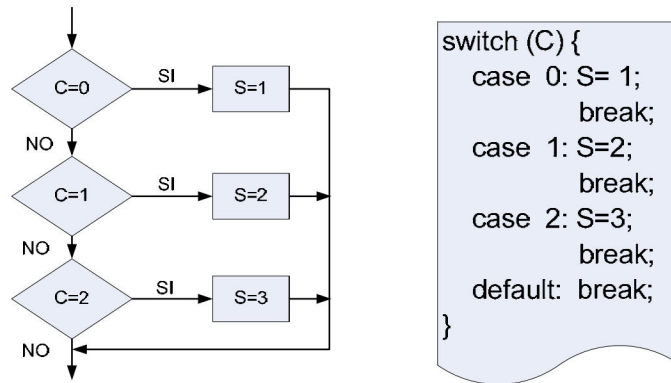 C=0
SI
S=1
NO
C=1
SI
S=2
NO
C=2
SI
S=3
NO
switch (C) {
case 0: S= 1;
break;
case 1: S=2;
break;
case 2: S=3;
break;
default: break;
}